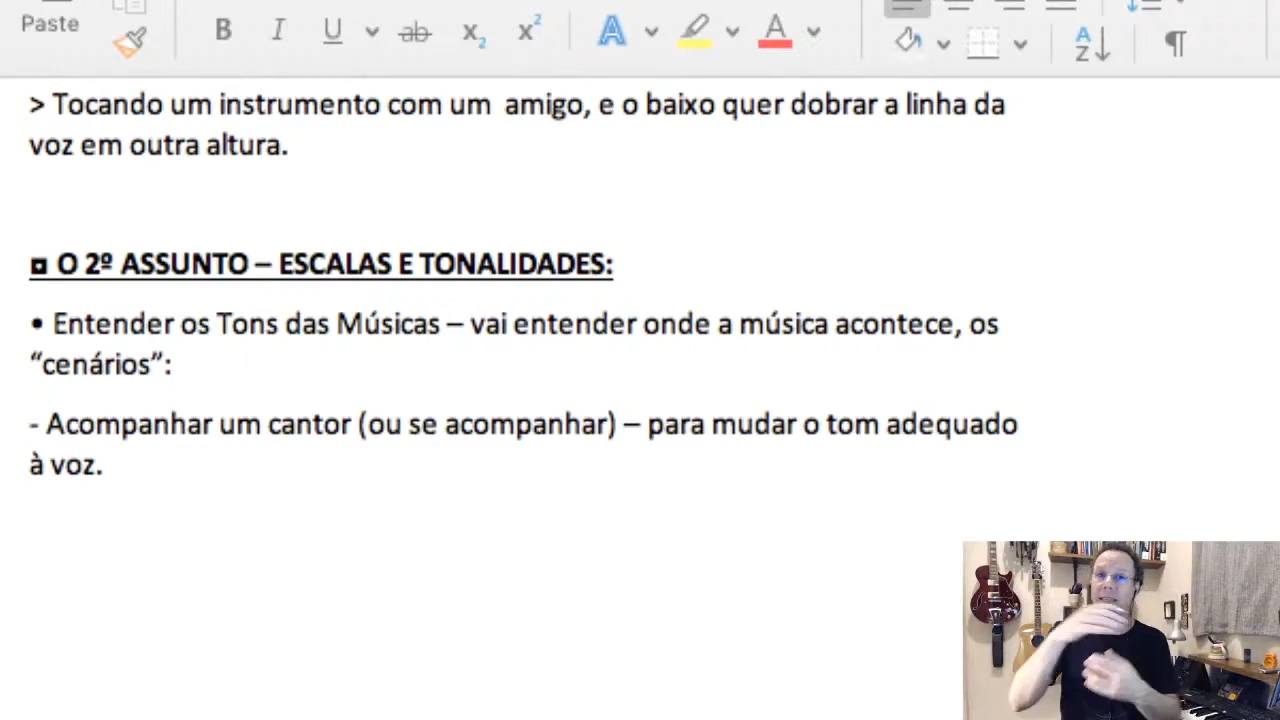 Paste
B I U ab x2 x2 A A A Z ¶
> Tocando um instrumento com um  amigo, e o baixo quer dobrar a linha da
voz em outra altura.
◘ O 2º ASSUNTO – ESCALAS E TONALIDADES:
• Entender os Tons das Músicas – vai entender onde a música acontece, os
“cenários”:
- Acompanhar um cantor (ou se acompanhar) – para mudar o tom adequado
à voz.